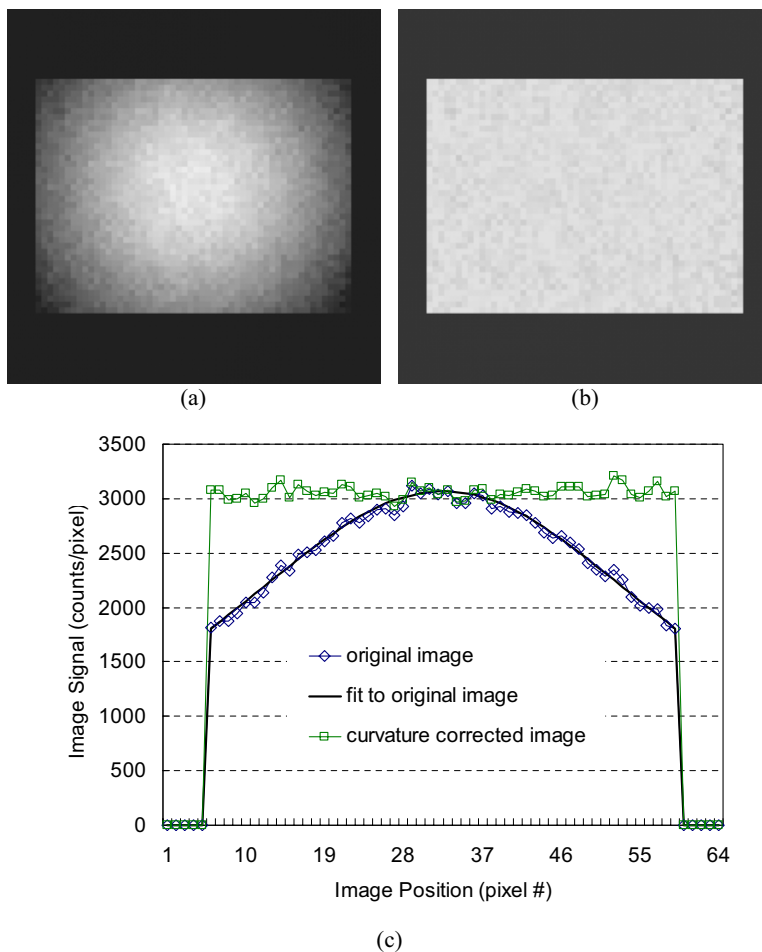 (a)
(b)
3500
3000
2500
2000
1500
1000
500
0
Image Signal (counts/pixel)
original image
fit to original image
curvature corrected image
1 10 19 28 37 46 55 64
Image Position (pixel #)
(c)